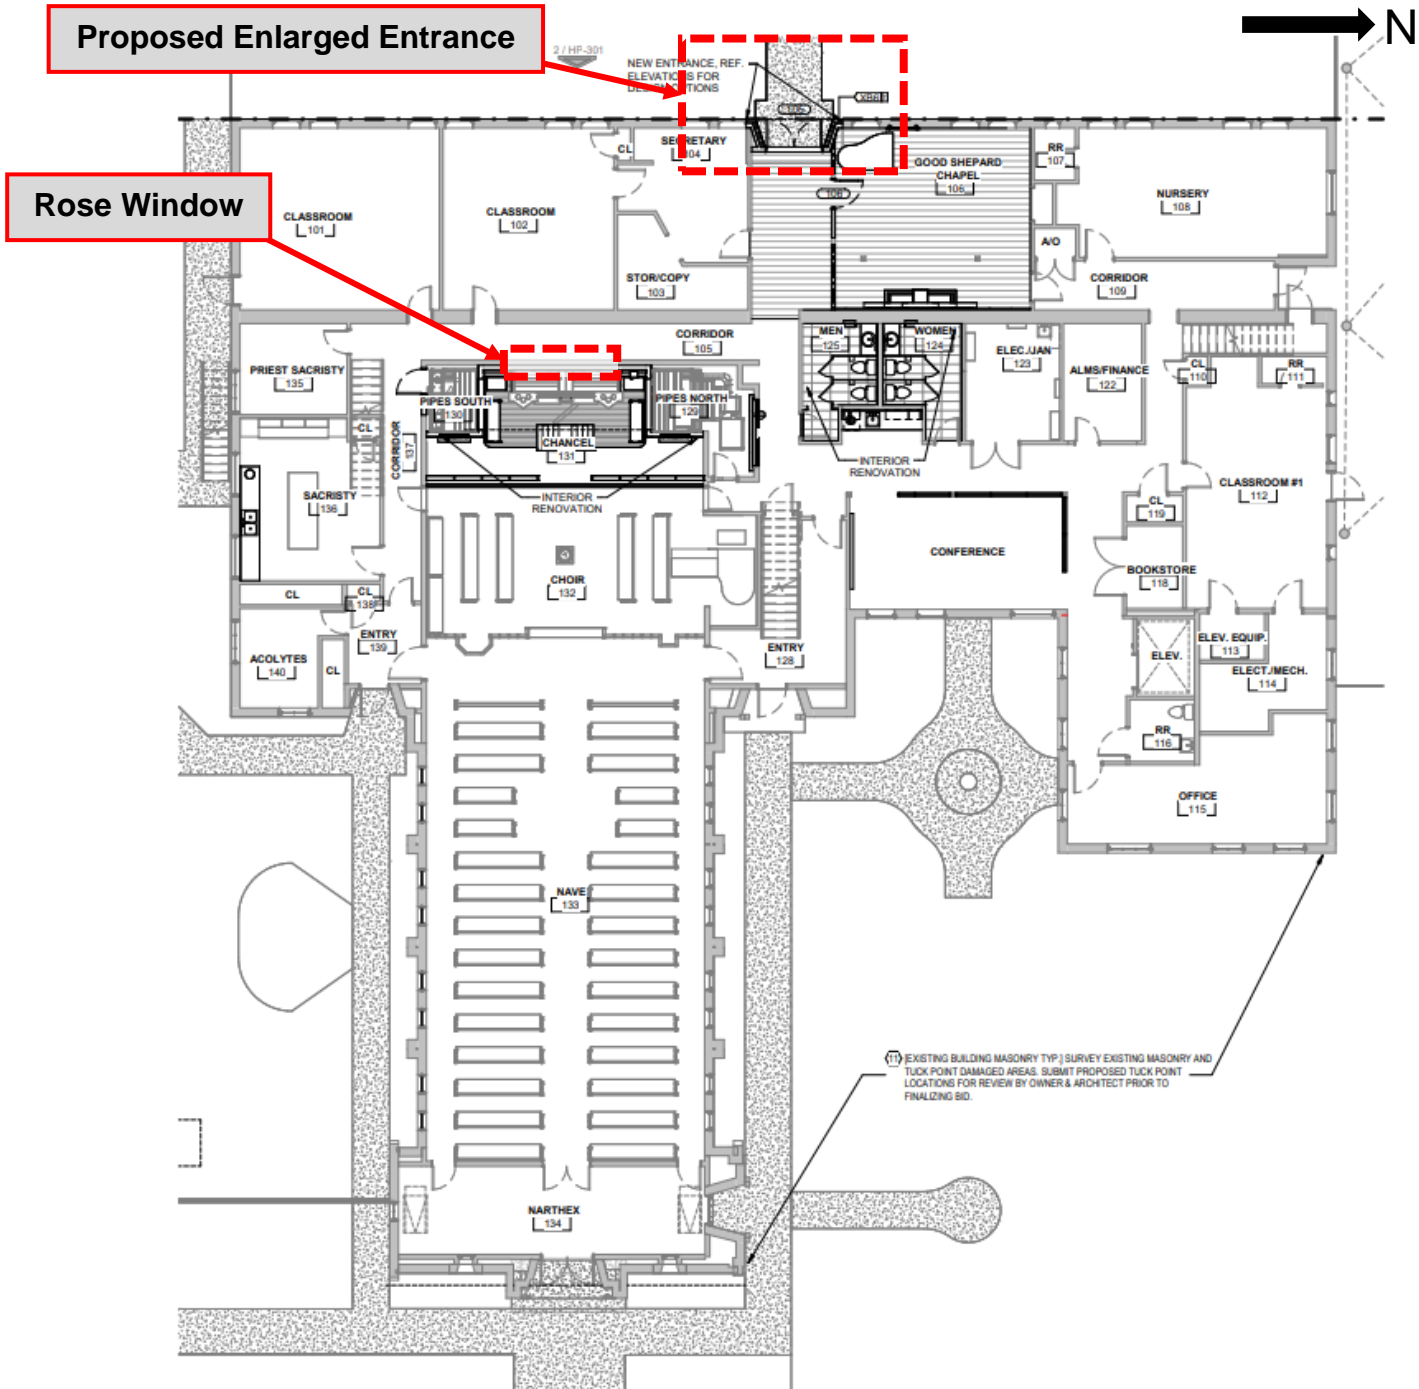 Proposed Enlarged Entrance
N
2 / HP-301
NEW ENTRANCE, REF.
ELEVATIONS FOR
Rose Window
CLASSROOM
101
CLASSROOM
102
CL
SECRETARY
104
STOR/COPY
103
GOOD SHEPARD
CHAPEL
106
106
RR
107
NURSERY
108
A/O
CORRIDOR
109
CORRIDOR
105
PRIEST SACRISTY
135
CL
PIPES SOUTH
130
CHANCEL
131
PIPES NORTH
129
MEN
125
WOMEN
124
ELEC./JAN
123
ALMS/FINANCE
122
CL
110
RR
111
CORRIDOR
137
SACRISTY
136
INTERIOR
RENOVATION
INTERIOR
RENOVATION
CLASSROOM #1
112
CL
119
CONFERENCE
BOOKSTORE
118
CHOIR
132
CL
CL
138
ENTRY
139
ACOLYTES
140
CL
ENTRY
128
ELEV.
ELEV. EQUIP.
113
ELECT./MECH.
114
RR
116
OFFICE
115
NAVE
133
11 [EXISTING BUILDING MASONRY TYP.] SURVEY EXISTING MASONRY AND
TUCK POINT DAMAGED AREAS. SUBMIT PROPOSED TUCK POINT
LOCATIONS FOR REVIEW BY OWNER & ARCHITECT PRIOR TO
FINALIZING BID.
NARTHEX
134